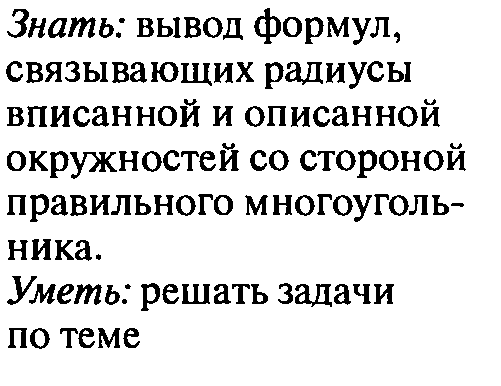 Знать: вывод формул,
связывающих радиусы
вписанной и описанной
окружностей со стороной
правильного многоуголь-
ника.
Уметь: решать задачи
по теме